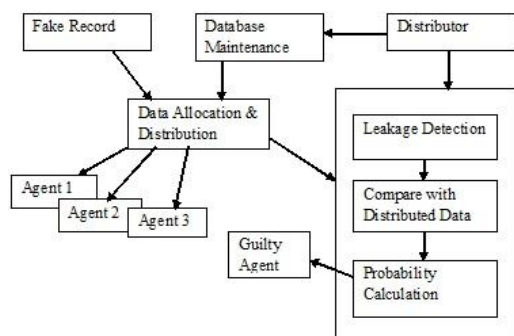 Fake Record
Database
Maintenance
Distributor
Data Allocation &
Distribution
Leakage Detection
Agent 1
Agent 2
Agent 3
Compare with
Distributed Data
Guilty
Agent
Probability
Calculation